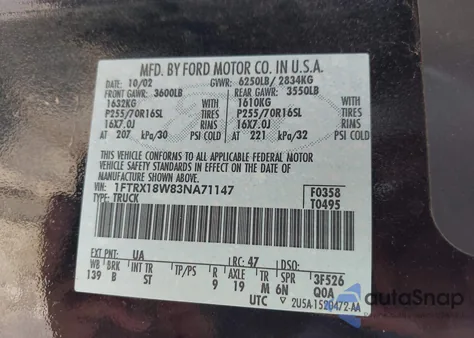 MFD. BY FORD MOTOR CO. IN U.S.A.
DATE: 10/02 GVWR: 6250LB/ 2834KG
FRONT GAWR: 3600LB REAR GAWR: 3550LB
1632KG WITH 1610KG WITH
P255/70R16SL TIRES P255/70R16SL TIRES
16X7.0J RIMS 16X7.0J RIMS
AT 207 kPa/30 PSI COLD AT 221 kPa/32 PSI COLD
THIS VEHICLE CONFORMS TO ALL APPLICABLE FEDERAL MOTOR
VEHICLE SAFETY STANDARDS IN EFFECT ON THE DATE OF
MANUFACTURE SHOWN ABOVE.
VIN: 1FTRX18W83NA71147 F0358
TYPE: TRUCK T0495
EXT PNT: UA RC: 47 DSO:
WB BRK INT TR TP/PS R AXLE TR SPR 3F526
139 B ST 9 19 M 6N Q0A
UTC ▽ 2U5A-1520472-AA
autoSnap